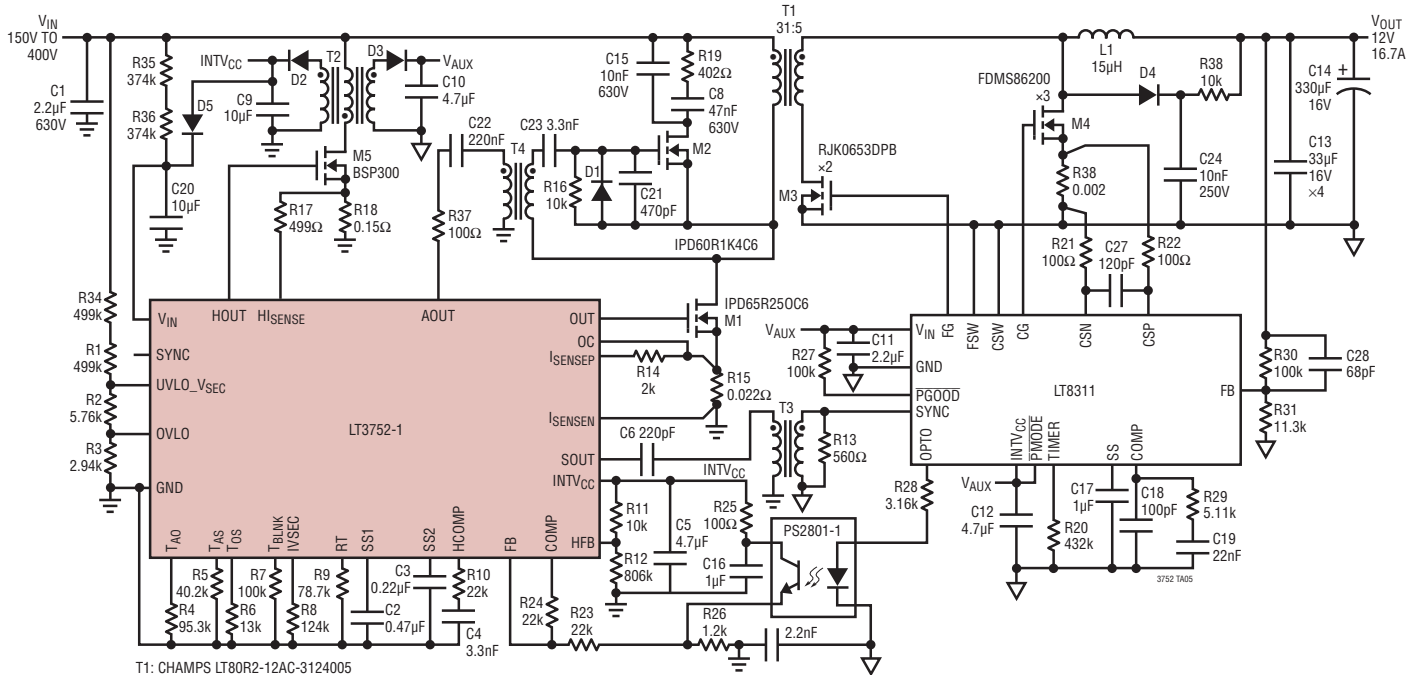 T1
31:5
VIN
150V TO
400V
VOUT
12V
16.7A
C1
2.2µF
630V
R35
374k
R36
374k
D5
C20
10µF
INTVCC
D2
T2
D3
VAUX
C9
10µF
C10
4.7µF
M5
BSP300
R17
499Ω
R18
0.15Ω
C22
220nF
R37
100Ω
T4
C23 3.3nF
R16
10k
D1
C21
470pF
C15
10nF
630V
R19
402Ω
C8
47nF
630V
M2
IPD60R1K4C6
L1
15µH
FDMS86200
×3
D4
R38
10k
M4
C14
330µF
16V
+
RJK0653DPB
×2
M3
R38
0.002
C24
10nF
250V
C13
33µF
16V
×4
R21
100Ω
C27
120pF
R22
100Ω
R34
499k
R1
499k
R2
5.76k
R3
2.94k
VIN
SYNC
UVLO_VSEC
OVLO
GND
HOUT
HISENSE
AOUT
LT3752-1
OUT
OC
ISENSEP
ISENSEN
SOUT
INTVCC
HFB
TAO
TAS
TOS
TBLNK
IVSEC
RT
SS1
SS2
HCOMP
FB
COMP
IPD65R25OC6
M1
R14
2k
R15
0.022Ω
C6 220pF
T3
INTVCC
R13
560Ω
VAUX
R27
100k
C11
2.2µF
VIN
GND
PGOOD
SYNC
OPTO
FG
FSW
CSW
CG
CSN
CSP
LT8311
FB
INTVCC
PMODE
TIMER
SS
COMP
R30
100k
C28
68pF
R31
11.3k
R11
10k
R12
806k
C5
4.7µF
R25
100Ω
C16
1µF
PS2801-1
R28
3.16k
VAUX
C12
4.7µF
R20
432k
C17
1µF
C18
100pF
R29
5.11k
C19
22nF
3752 TA05
R4
95.3k
R5
40.2k
R6
13k
R7
100k
R8
124k
R9
78.7k
C2
0.47µF
C3
0.22µF
R10
22k
C4
3.3nF
R24
22k
R23
22k
R26
1.2k
2.2nF
T1: CHAMPS LT80R2-12AC-3124005